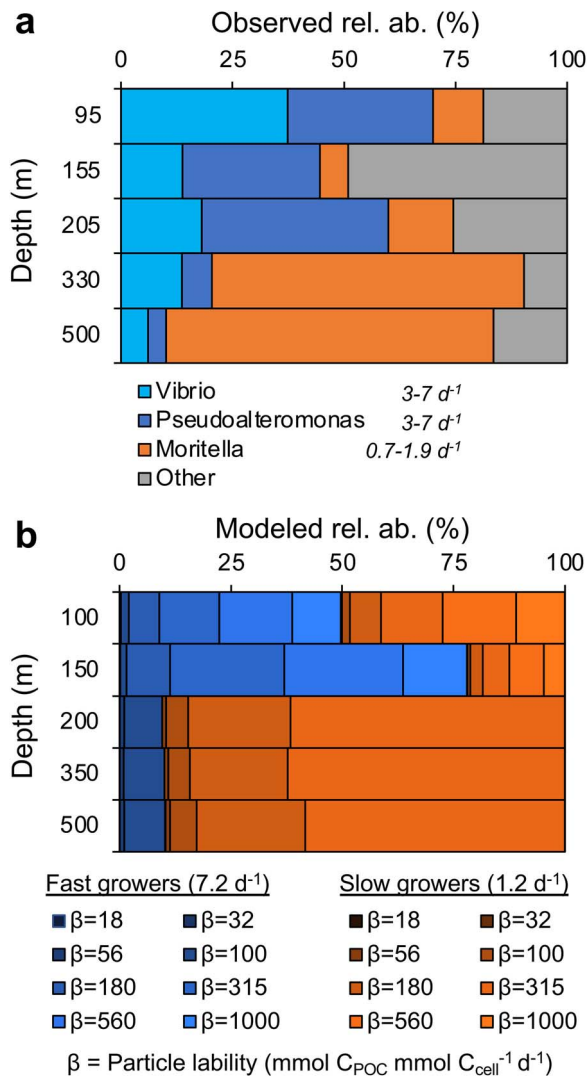 a
Observed rel. ab. (%)
0 25 50 75 100
Depth (m)
95
155
205
330
500
Vibrio 3-7 d⁻¹
Pseudoalteromonas 3-7 d⁻¹
Moritella 0.7-1.9 d⁻¹
Other
b
Modeled rel. ab. (%)
0 25 50 75 100
Depth (m)
100
150
200
350
500
Fast growers (7.2 d⁻¹) Slow growers (1.2 d⁻¹)
β=18 β=32 β=18 β=32
β=56 β=100 β=56 β=100
β=180 β=315 β=180 β=315
β=560 β=1000 β=560 β=1000
β = Particle lability (mmol C_POC mmol C_cell⁻¹ d⁻¹)